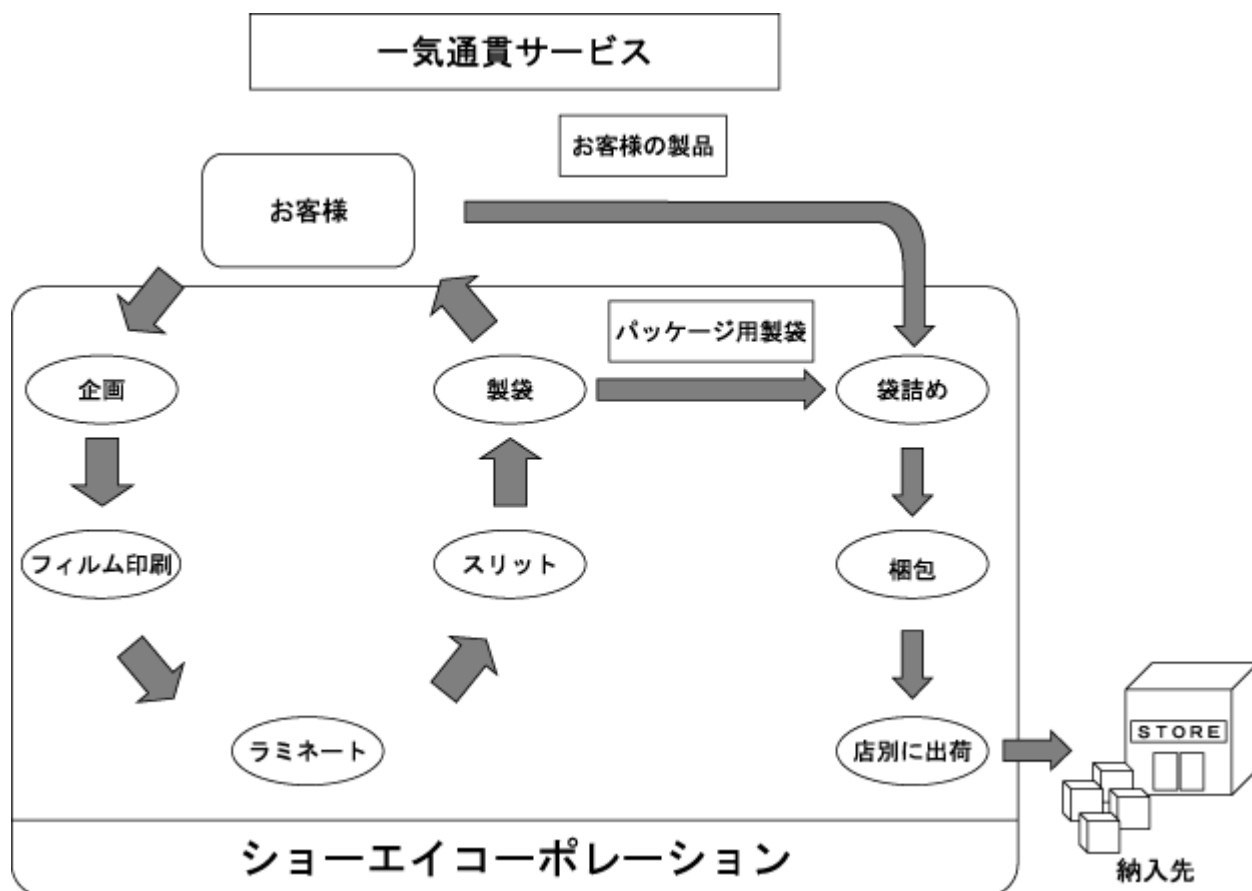 一気通貫サービス
お客様の製品
お客様
パッケージ用製袋
企画
製袋
袋詰め
フィルム印刷
スリット
梱包
ラミネート
店別に出荷
STORE
ショーエイコーポレーション
納入先